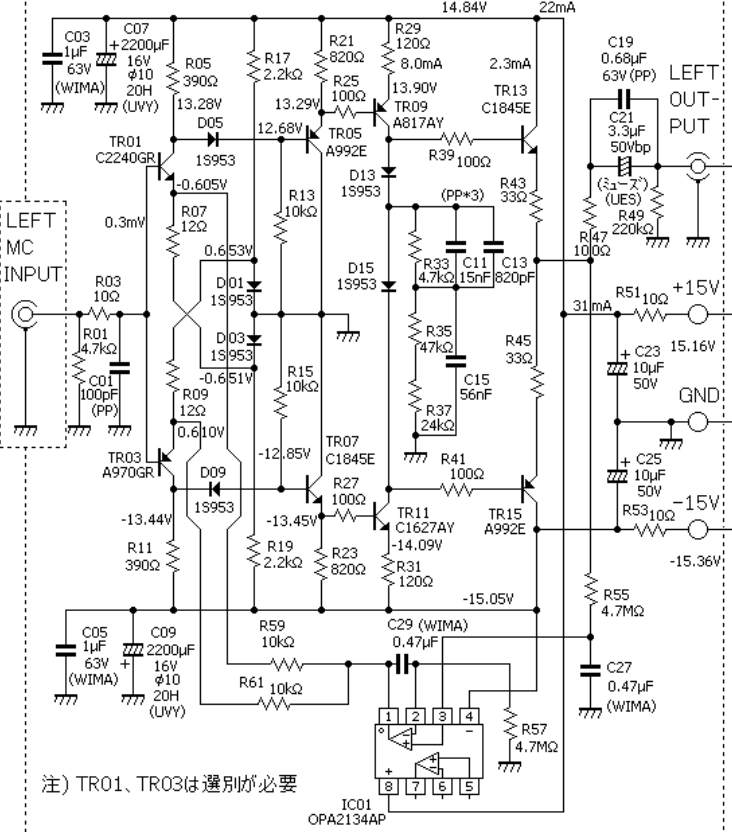 14.84V
22mA
C03
1μF
63V
(WIMA)
C07
2200μF
16V
φ10
20H
(UVY)
R05
390Ω
13.28V
R17
2.2kΩ
R21
820Ω
R25
100Ω
13.29V
R29
120Ω
8.0mA
13.90V
TR09
A817AY
2.3mA
TR13
C1845E
C19
0.68μF
63V(PP)
LEFT
OUT-
PUT
C21
3.3μF
50Vbp
(ミューズ)
(UES)
R49
220kΩ
R47
100Ω
TR01
C2240GR
D05
1S953
12.68V
TR05
A992E
R39
100Ω
D13
1S953
(PP*3)
R43
33Ω
-0.605V
0.3mV
R07
12Ω
R13
10kΩ
0.653V
LEFT
MC
INPUT
R03
10Ω
R01
4.7kΩ
C01
100pF
(PP)
D01
1S953
D03
1S953
-0.651V
D15
1S953
R33
4.7kΩ
C11
15nF
C13
820pF
31mA
R51
10Ω
+15V
15.16V
R35
47kΩ
R45
33Ω
C23
10μF
50V
R09
12Ω
0.610V
R15
10kΩ
C15
56nF
R37
24kΩ
GND
TR03
A970GR
D09
1S953
-12.85V
TR07
C1845E
R27
100Ω
R41
100Ω
C25
10μF
50V
-15V
R53
10Ω
-15.36V
-13.44V
-13.45V
TR11
C1627AY
-14.09V
TR15
A992E
R11
390Ω
R19
2.2kΩ
R23
820Ω
R31
120Ω
-15.05V
R55
4.7MΩ
C05
1μF
63V
(WIMA)
C09
2200μF
16V
φ10
20H
(UVY)
R59
10kΩ
C29 (WIMA)
0.47μF
R61
10kΩ
C27
0.47μF
(WIMA)
1 2 3 4
R57
4.7MΩ
8 7 6 5
IC01
OPA2134AP
注) TR01、TR03は選別が必要